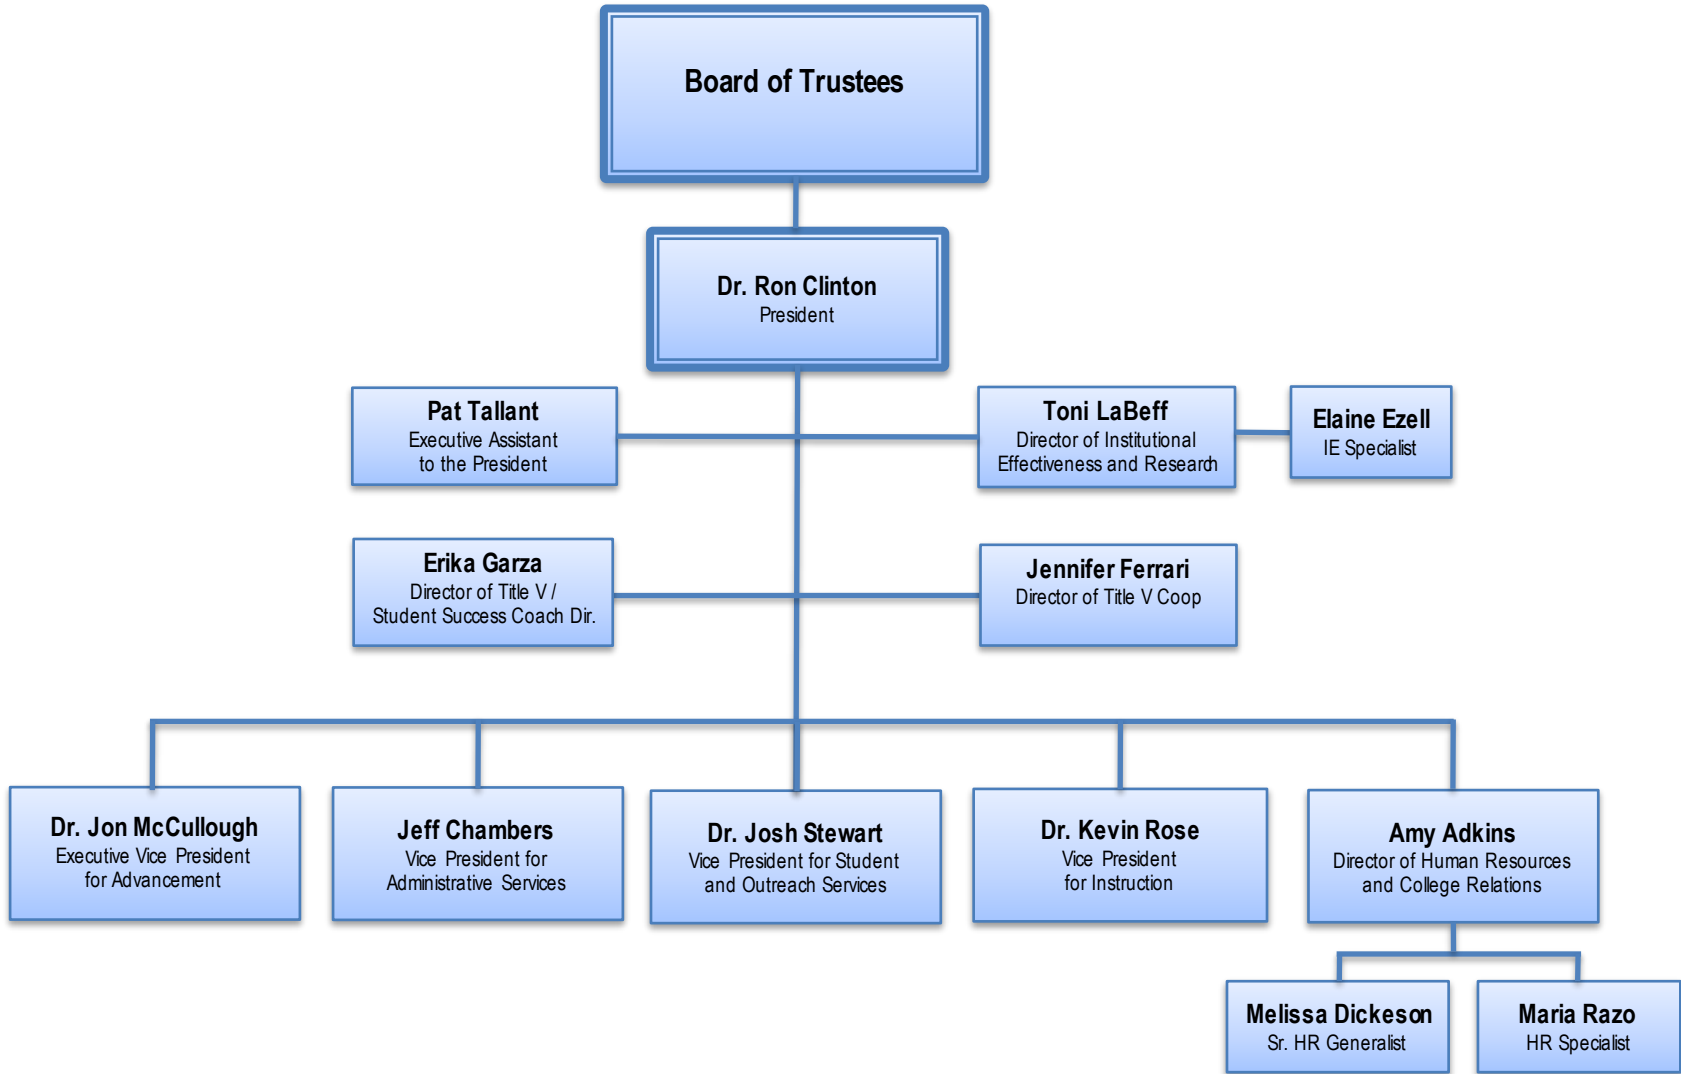 Board of Trustees
Dr. Ron Clinton
President
Pat Tallant
Executive Assistant
to the President
Toni LaBeff
Director of Institutional
Effectiveness and Research
Elaine Ezell
IE Specialist
Erika Garza
Director of Title V /
Student Success Coach Dir.
Jennifer Ferrari
Director of Title V Coop
Dr. Jon McCullough
Executive Vice President
for Advancement
Jeff Chambers
Vice President for
Administrative Services
Dr. Josh Stewart
Vice President for Student
and Outreach Services
Dr. Kevin Rose
Vice President
for Instruction
Amy Adkins
Director of Human Resources
and College Relations
Melissa Dickeson
Sr. HR Generalist
Maria Razo
HR Specialist